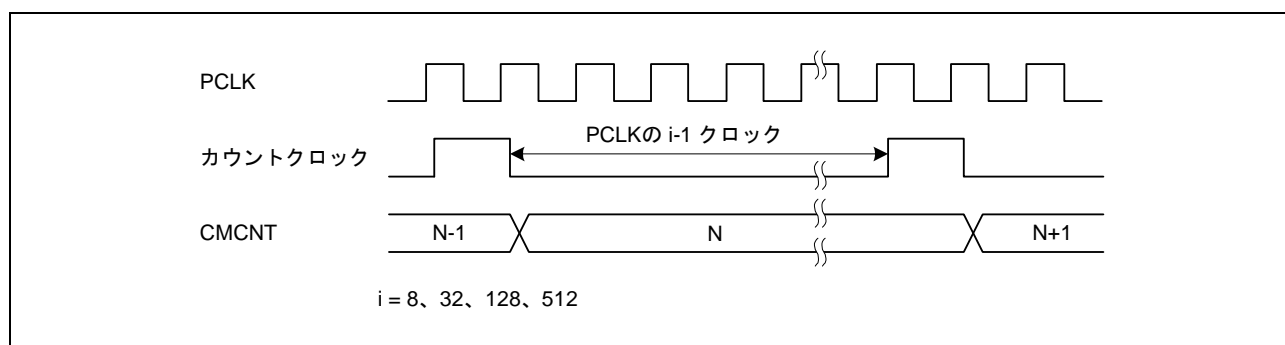 PCLK
カウントクロック
PCLKの i-1 クロック
CMCNT
N-1
N
N+1
i = 8、32、128、512